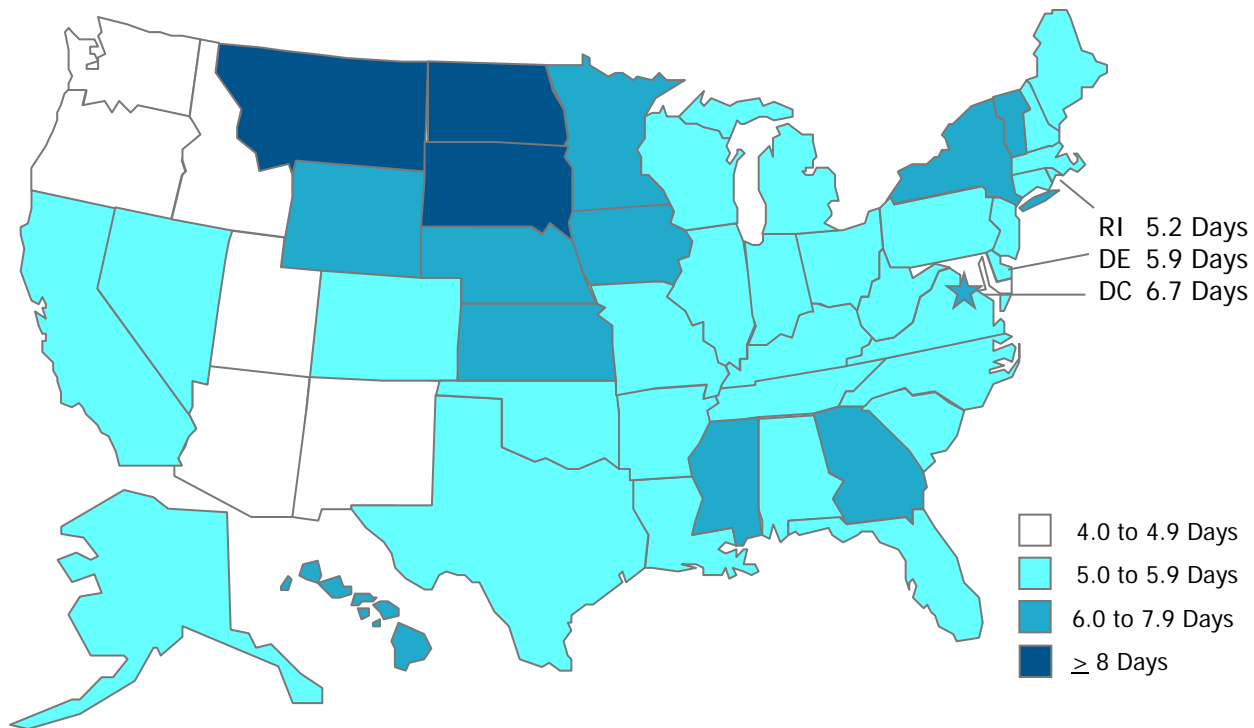 RI 5.2 Days
DE 5.9 Days
DC 6.7 Days
4.0 to 4.9 Days
5.0 to 5.9 Days
6.0 to 7.9 Days
≥ 8 Days